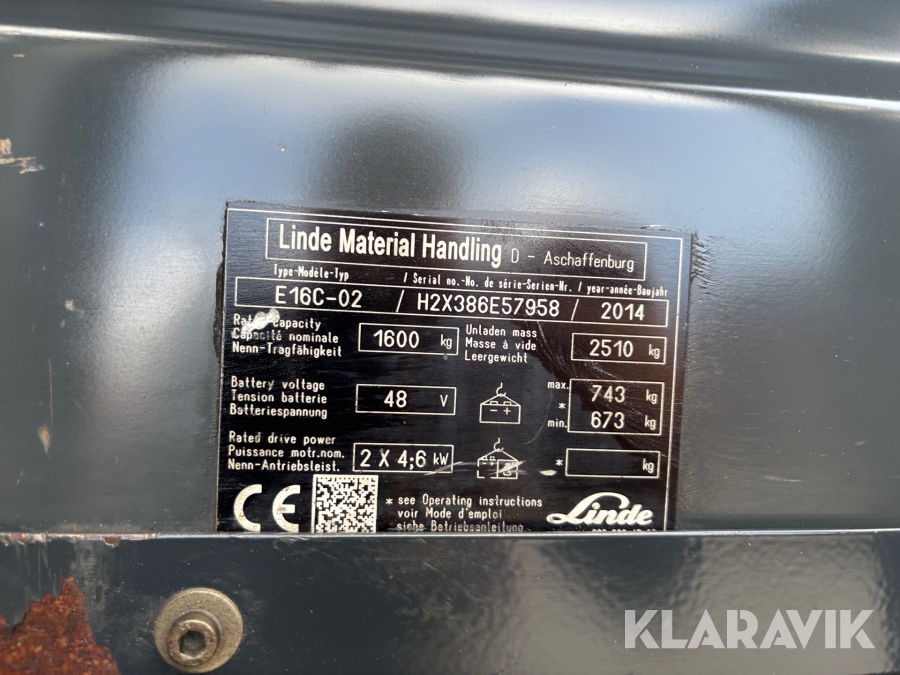 Linde Material Handling D - Aschaffenburg
Type-Modèle-Typ / Serial no.-No. de série-Serien-Nr. / year-année-Baujahr
E16C-02 / H2X386E57958 / 2014
Rated capacity
Capacité nominale
Nenn-Tragfähigkeit
1600 kg
Unladen mass
Masse à vide
Leergewicht
2510 kg
Battery voltage
Tension batterie
Batteriespannung
48 V
- +
max. 743 kg
*
min. 673 kg
Rated drive power
Puissance motr.nom.
Nenn-Antriebsleist.
2 X 4,6 kW
* kg
CE
* see Operating instructions
voir Mode d'emploi
siehe Betriebsanleitung
Linde
KLARAVIK